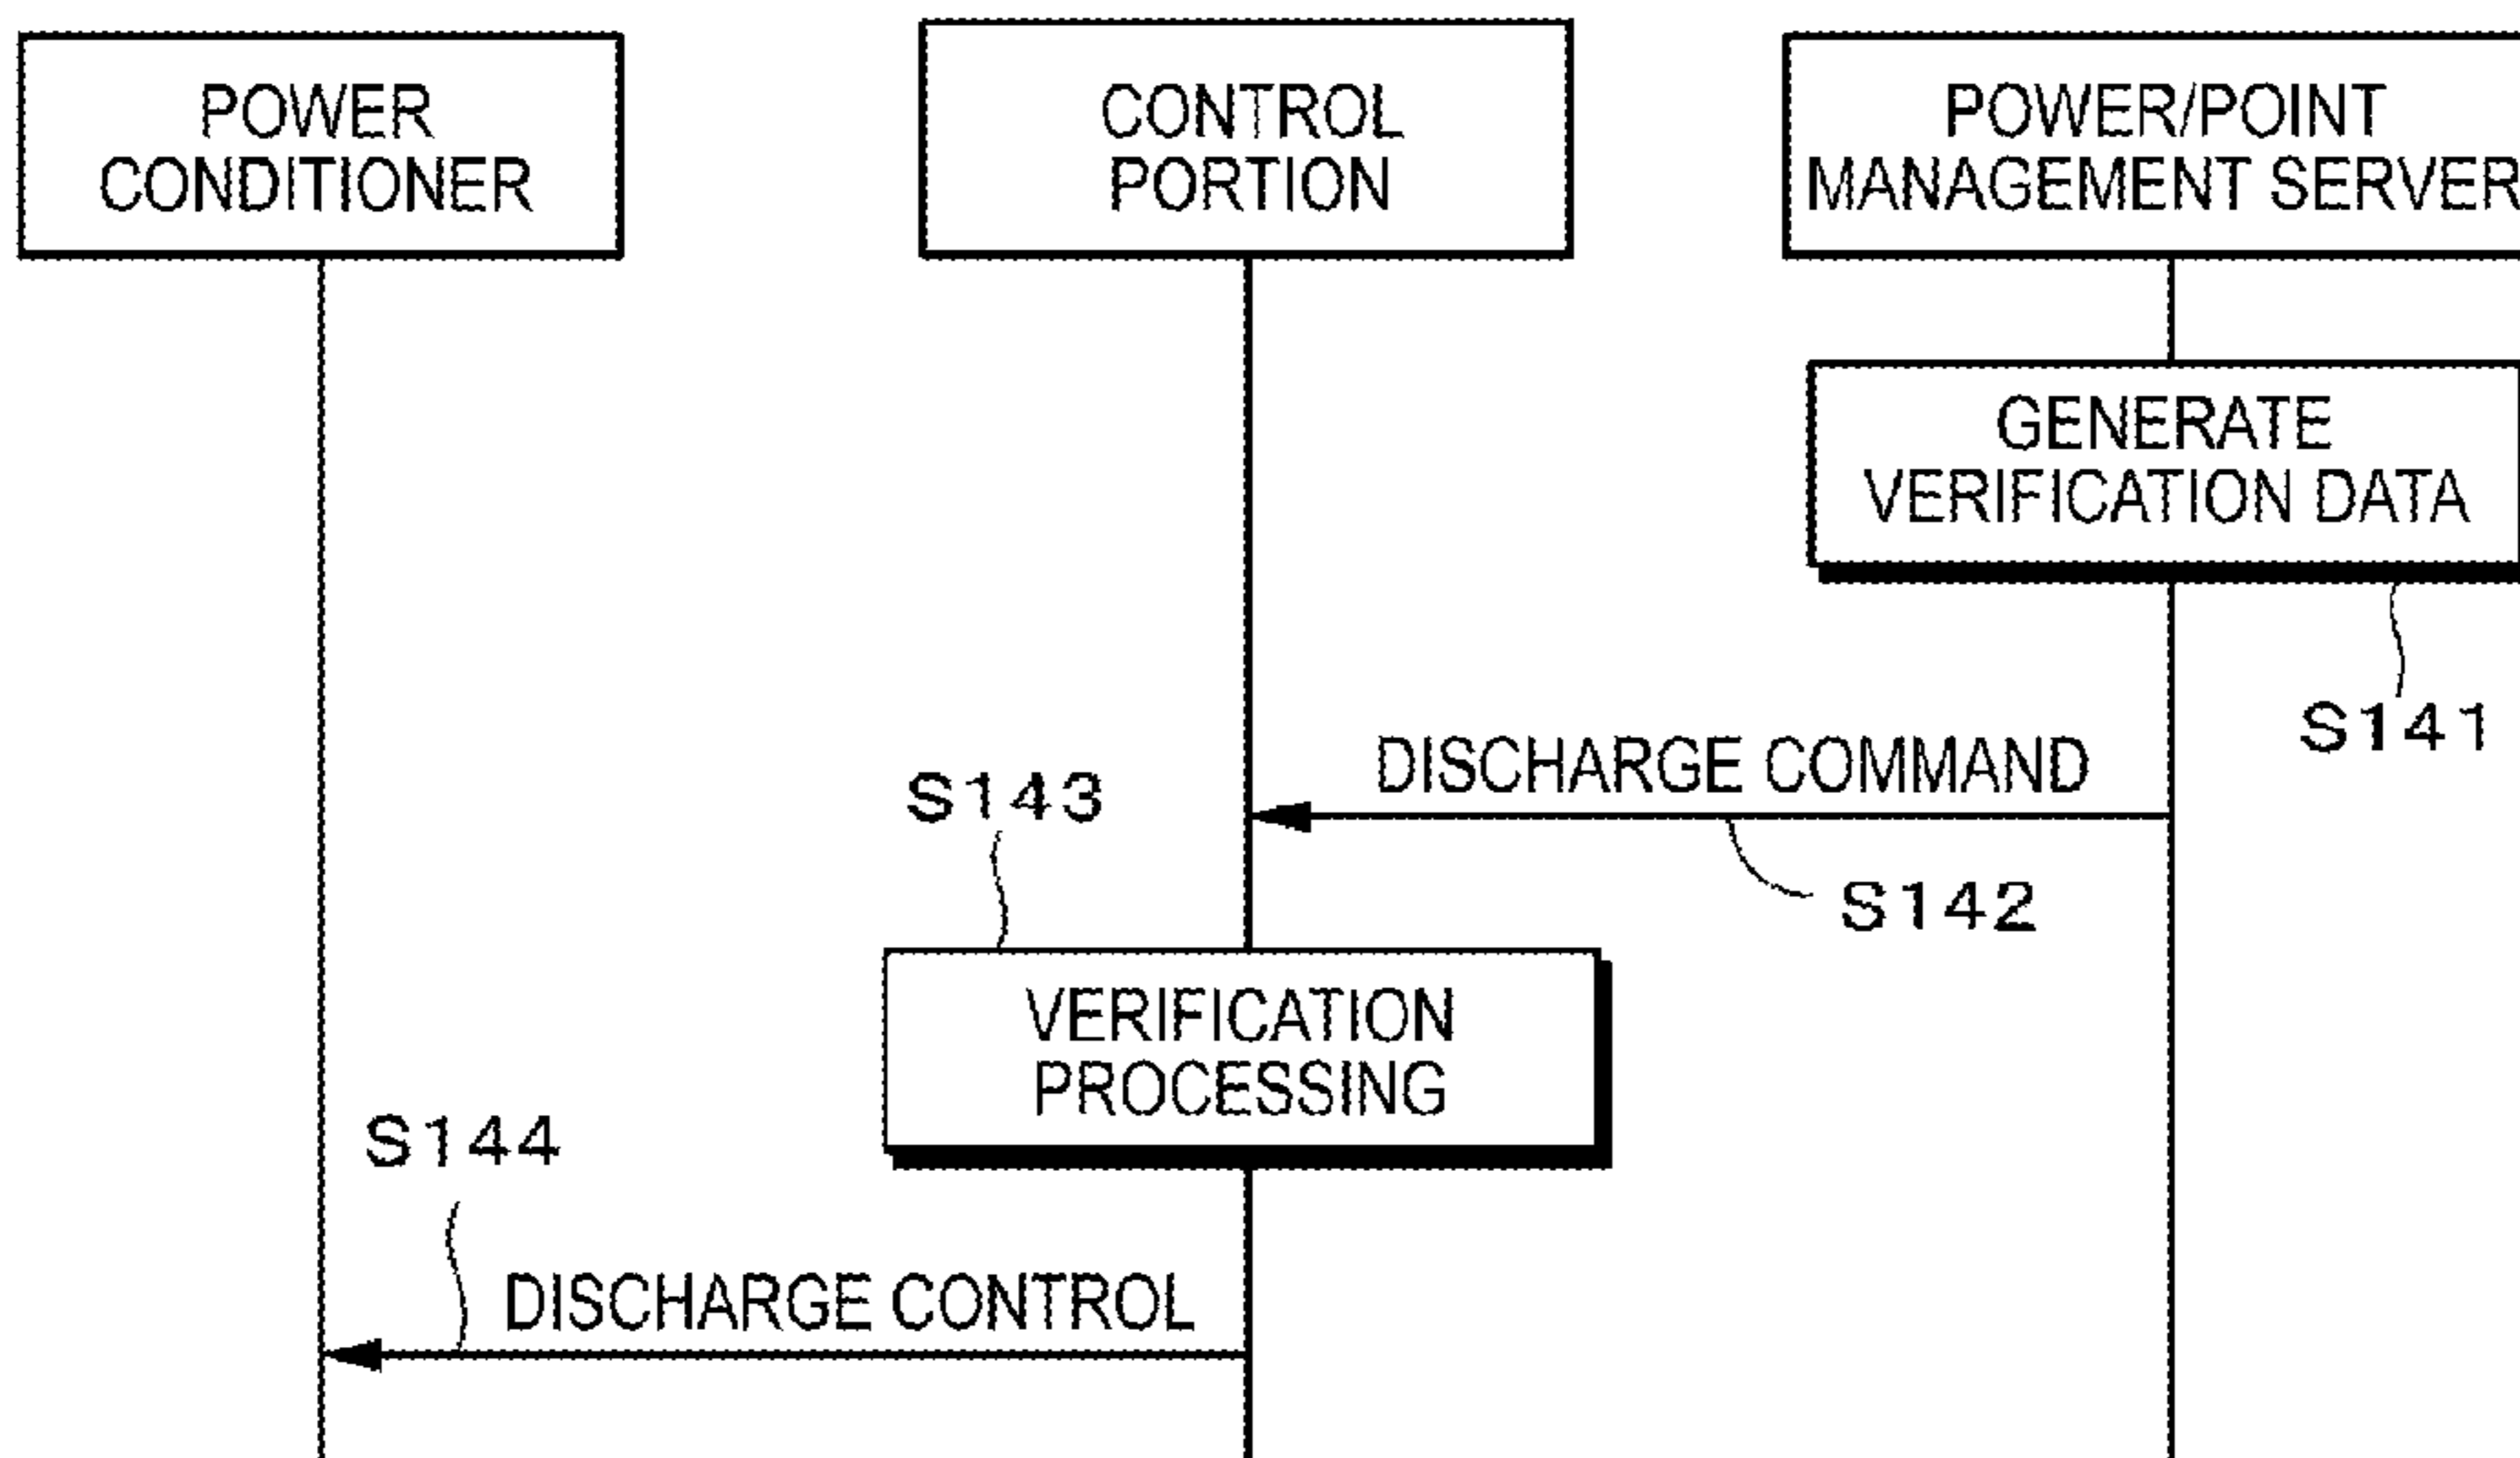 POWER
CONDITIONER
CONTROL
PORTION
POWER/POINT
MANAGEMENT SERVER
GENERATE
VERIFICATION DATA
S141
DISCHARGE COMMAND
S142
S143
VERIFICATION
PROCESSING
S144
DISCHARGE CONTROL